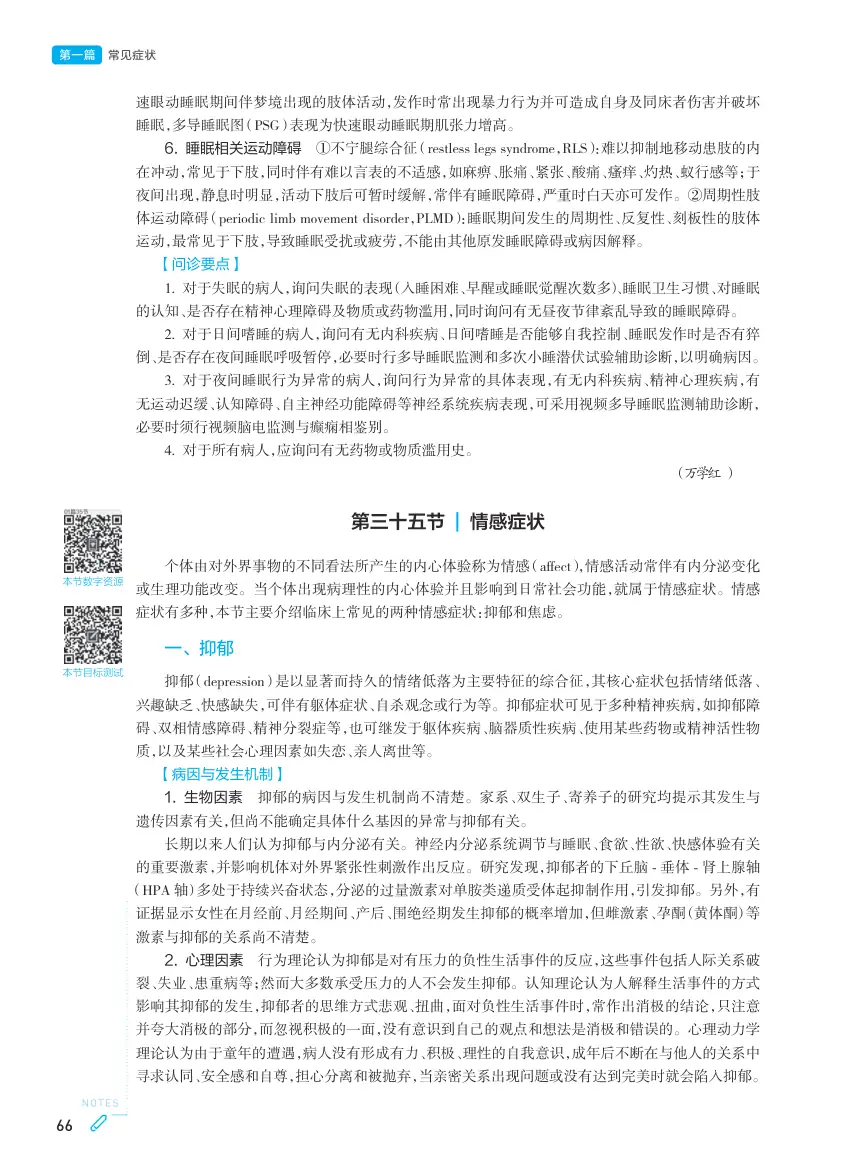 第一篇 常见症状
速眼动睡眠期间伴梦境出现的肢体活动,发作时常出现暴力行为并可造成自身及同床者伤害并破坏
睡眠,多导睡眠图(PSG)表现为快速眼动睡眠期肌张力增高。
6. 睡眠相关运动障碍 ①不宁腿综合征(restless legs syndrome,RLS):难以抑制地移动患肢的内
在冲动,常见于下肢,同时伴有难以言表的不适感,如麻痹、胀痛、紧张、酸痛、瘙痒、灼热、蚁行感等;于
夜间出现,静息时明显,活动下肢后可暂时缓解,常伴有睡眠障碍,严重时白天亦可发作。②周期性肢
体运动障碍(periodic limb movement disorder,PLMD):睡眠期间发生的周期性、反复性、刻板性的肢体
运动,最常见于下肢,导致睡眠受扰或疲劳,不能由其他原发睡眠障碍或病因解释。
【问诊要点】
1. 对于失眠的病人,询问失眠的表现(入睡困难、早醒或睡眠觉醒次数多)、睡眠卫生习惯、对睡眠
的认知、是否存在精神心理障碍及物质或药物滥用,同时询问有无昼夜节律紊乱导致的睡眠障碍。
2. 对于日间嗜睡的病人,询问有无内科疾病、日间嗜睡是否能够自我控制、睡眠发作时是否有猝
倒、是否存在夜间睡眠呼吸暂停,必要时行多导睡眠监测和多次小睡潜伏试验辅助诊断,以明确病因。
3. 对于夜间睡眠行为异常的病人,询问行为异常的具体表现,有无内科疾病、精神心理疾病,有
无运动迟缓、认知障碍、自主神经功能障碍等神经系统疾病表现,可采用视频多导睡眠监测辅助诊断,
必要时须行视频脑电监测与癫痫相鉴别。
4. 对于所有病人,应询问有无药物或物质滥用史。
(万学红 )
第三十五节 | 情感症状
本节数字资源
本节目标测试
个体由对外界事物的不同看法所产生的内心体验称为情感(affect),情感活动常伴有内分泌变化
或生理功能改变。当个体出现病理性的内心体验并且影响到日常社会功能,就属于情感症状。情感
症状有多种,本节主要介绍临床上常见的两种情感症状:抑郁和焦虑。
一、抑郁
抑郁(depression)是以显著而持久的情绪低落为主要特征的综合征,其核心症状包括情绪低落、
兴趣缺乏、快感缺失,可伴有躯体症状、自杀观念或行为等。抑郁症状可见于多种精神疾病,如抑郁障
碍、双相情感障碍、精神分裂症等,也可继发于躯体疾病、脑器质性疾病、使用某些药物或精神活性物
质,以及某些社会心理因素如失恋、亲人离世等。
【病因与发生机制】
1. 生物因素 抑郁的病因与发生机制尚不清楚。家系、双生子、寄养子的研究均提示其发生与
遗传因素有关,但尚不能确定具体什么基因的异常与抑郁有关。
长期以来人们认为抑郁与内分泌有关。神经内分泌系统调节与睡眠、食欲、性欲、快感体验有关
的重要激素,并影响机体对外界紧张性刺激作出反应。研究发现,抑郁者的下丘脑 - 垂体 - 肾上腺轴
(HPA 轴)多处于持续兴奋状态,分泌的过量激素对单胺类递质受体起抑制作用,引发抑郁。另外,有
证据显示女性在月经前、月经期间、产后、围绝经期发生抑郁的概率增加,但雌激素、孕酮(黄体酮)等
激素与抑郁的关系尚不清楚。
2. 心理因素 行为理论认为抑郁是对有压力的负性生活事件的反应,这些事件包括人际关系破
裂、失业、患重病等;然而大多数承受压力的人不会发生抑郁。认知理论认为人解释生活事件的方式
影响其抑郁的发生,抑郁者的思维方式悲观、扭曲,面对负性生活事件时,常作出消极的结论,只注意
并夸大消极的部分,而忽视积极的一面,没有意识到自己的观点和想法是消极和错误的。心理动力学
理论认为由于童年的遭遇,病人没有形成有力、积极、理性的自我意识,成年后不断在与他人的关系中
寻求认同、安全感和自尊,担心分离和被抛弃,当亲密关系出现问题或没有达到完美时就会陷入抑郁。
NOTES
66